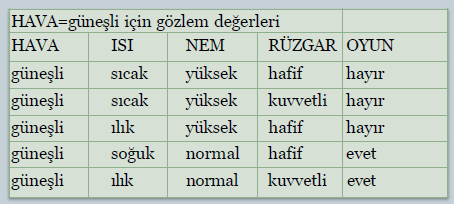 HAVA=güneşli için gözlem değerleri
HAVA ISI NEM RÜZGAR OYUN
güneşli sıcak yüksek hafif hayır
güneşli sıcak yüksek kuvvetli hayır
güneşli ılık yüksek hafif hayır
güneşli soğuk normal hafif evet
güneşli ılık normal kuvvetli evet